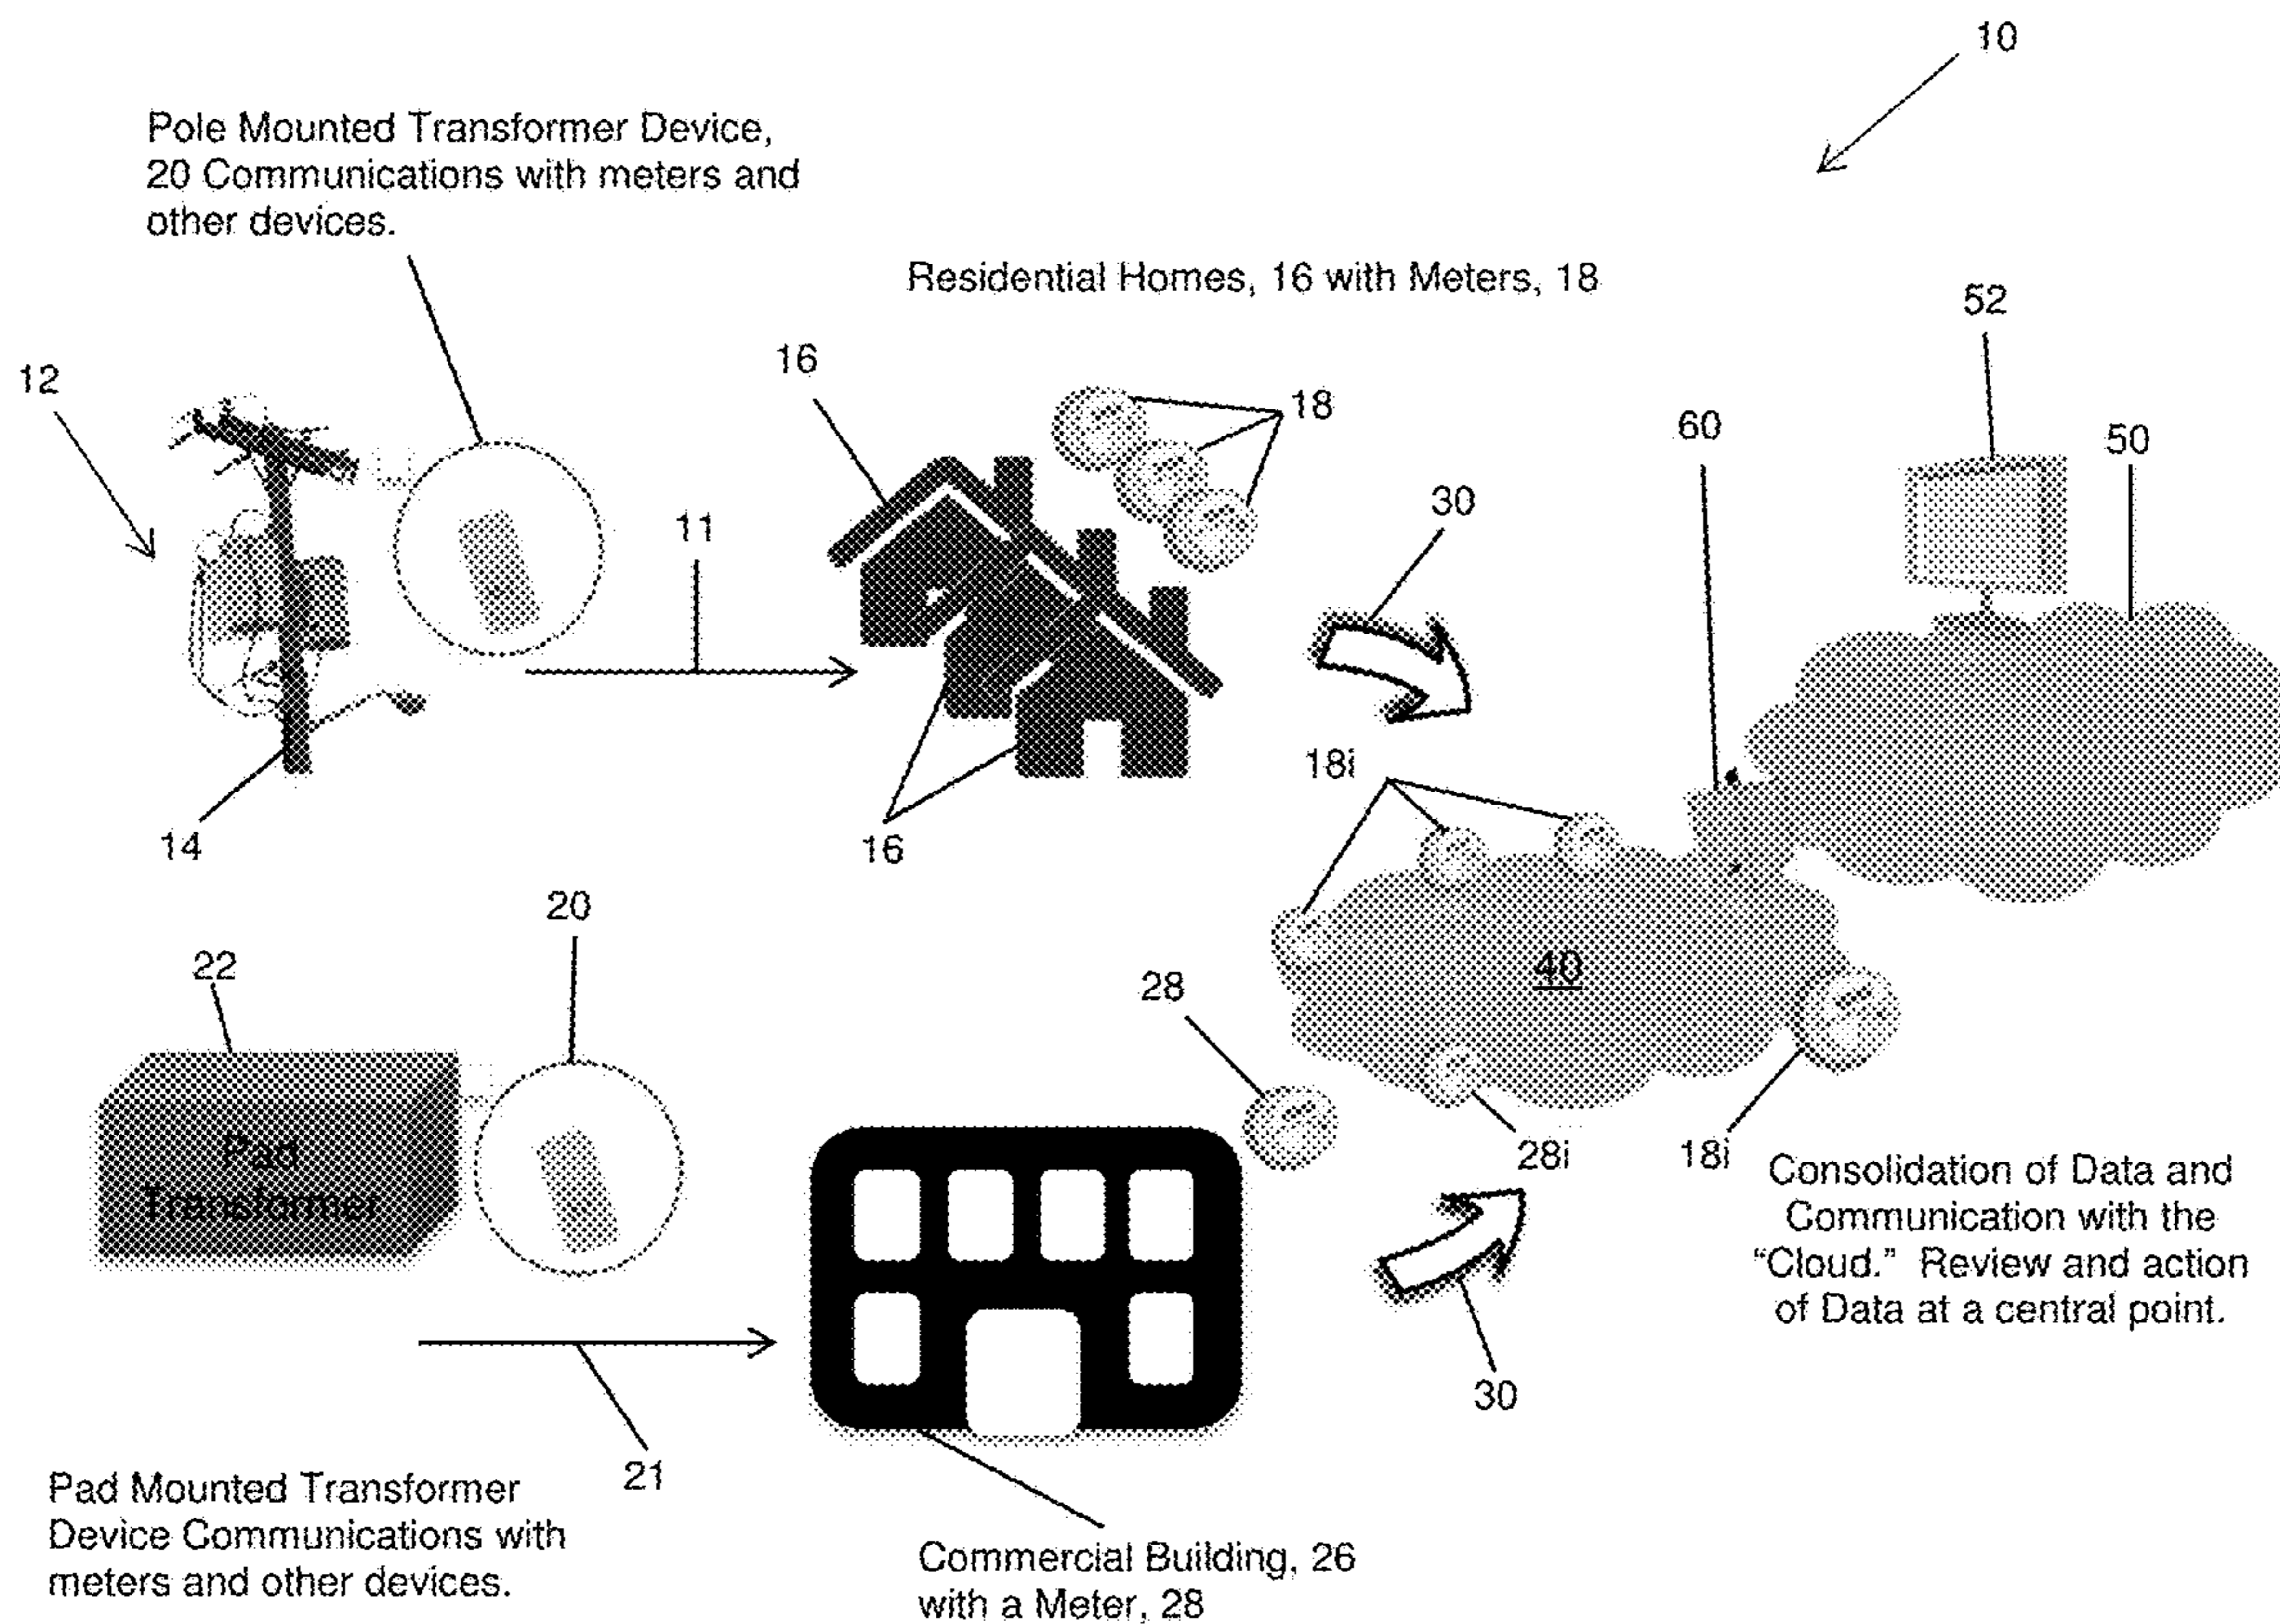 10
Pole Mounted Transformer Device,
20 Communications with meters and
other devices.
Residential Homes, 16 with Meters, 18
52
12
16
18
60
50
30
11
18i
14
16
20
22
40
28
Pad
Transformer
28i
18i
Consolidation of Data and
Communication with the
“Cloud.” Review and action
of Data at a central point.
30
21
Pad Mounted Transformer
Device Communications with
meters and other devices.
Commercial Building, 26
with a Meter, 28